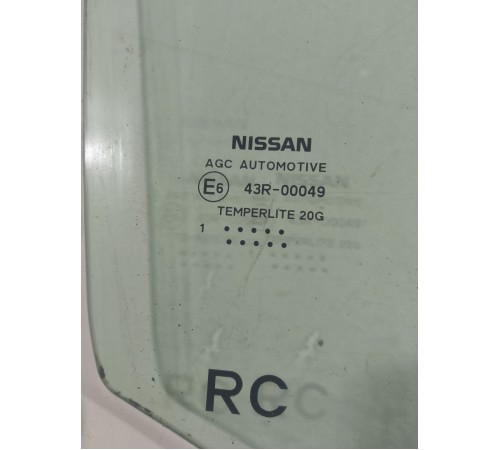 NISSAN
AGC AUTOMOTIVE
E6 43R-00049
TEMPERLITE 20G
1 • • • • •
• • • • •
RC